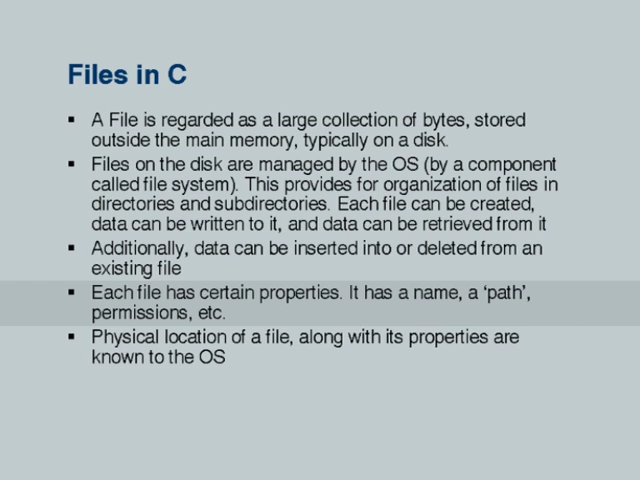 Files in C
▪ A File is regarded as a large collection of bytes, stored
outside the main memory, typically on a disk.
▪ Files on the disk are managed by the OS (by a component
called file system). This provides for organization of files in
directories and subdirectories. Each file can be created,
data can be written to it, and data can be retrieved from it
▪ Additionally, data can be inserted into or deleted from an
existing file
▪ Each file has certain properties. It has a name, a ‘path’,
permissions, etc.
▪ Physical location of a file, along with its properties are
known to the OS